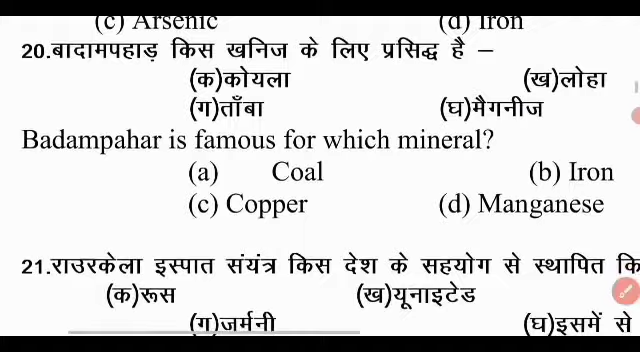 (c) Arsenic (d) Iron
20.बादामपहाड़ किस खनिज के लिए प्रसिद्ध है –
(क)कोयला (ख)लोहा
(ग)ताँबा (घ)मैगनीज
Badampahar is famous for which mineral?
(a) Coal (b) Iron
(c) Copper (d) Manganese
21.राउरकेला इस्पात संयंत्र किस देश के सहयोग से स्थापित कि
(क)रूस (ख)यूनाइटेड
(ग)जर्मनी (घ)इसमें से